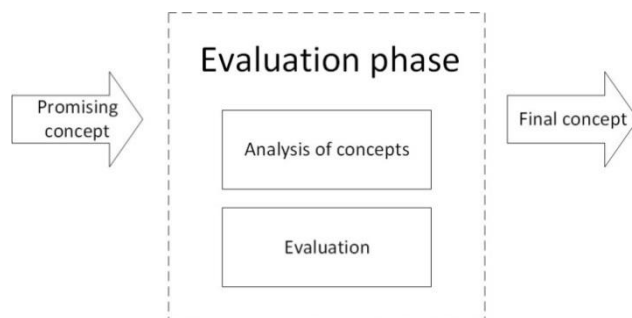 Evaluation phase
Promising
concept
Analysis of concepts
Final concept
Evaluation